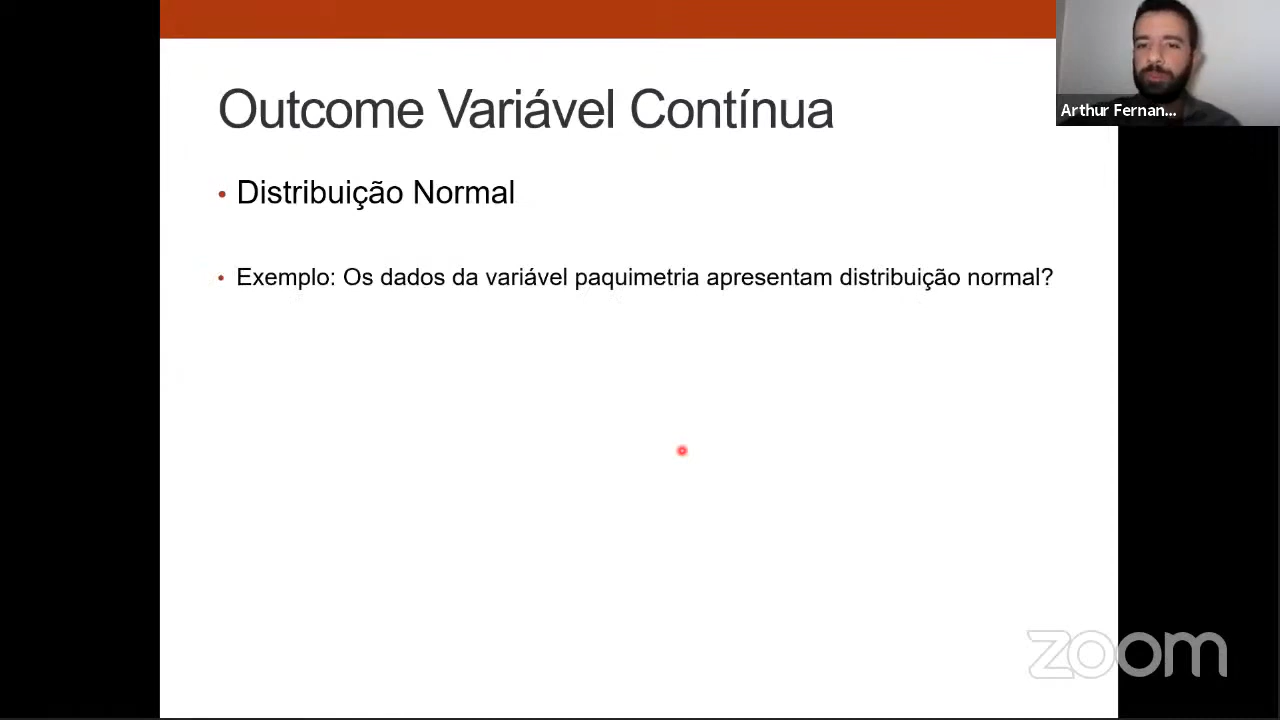 Outcome Variável Contínua
Arthur Fernan...
• Distribuição Normal
• Exemplo: Os dados da variável paquimetria apresentam distribuição normal?
zoom